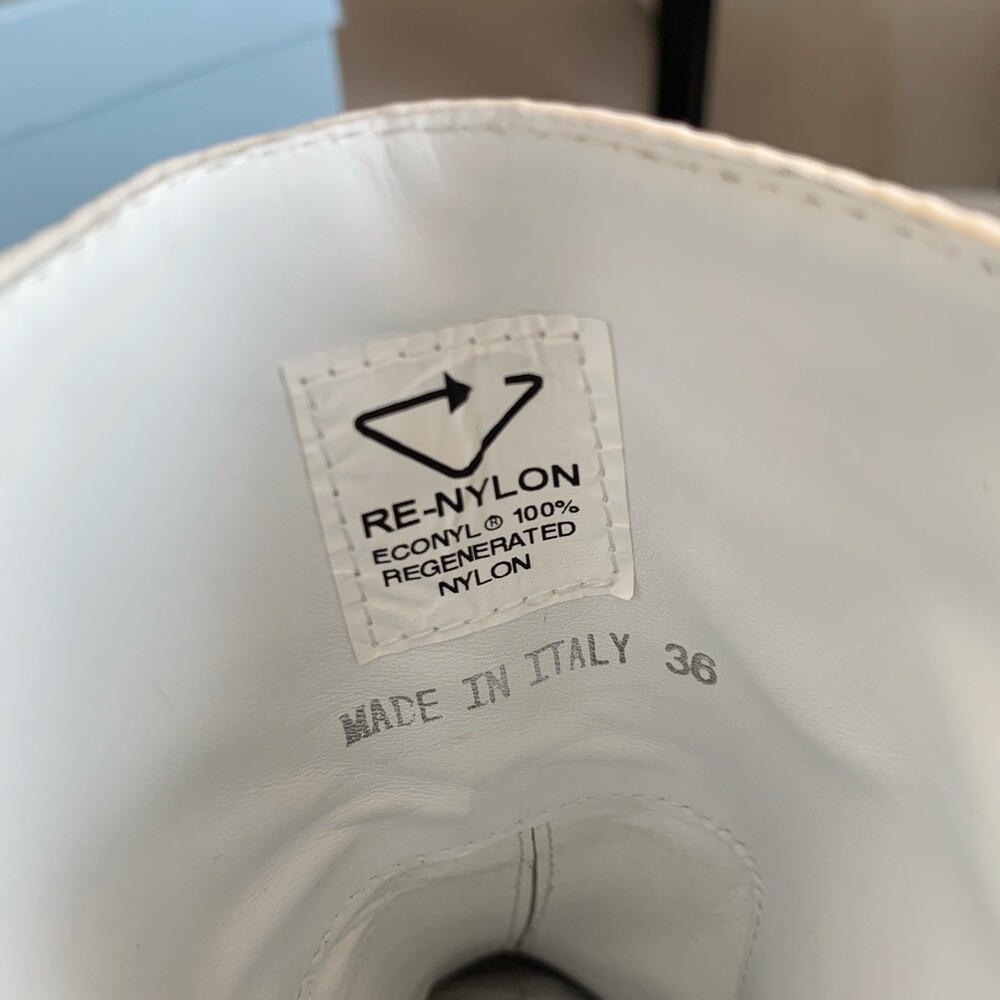 RE-NYLON
ECONYL® 100%
REGENERATED
NYLON
MADE IN ITALY 36